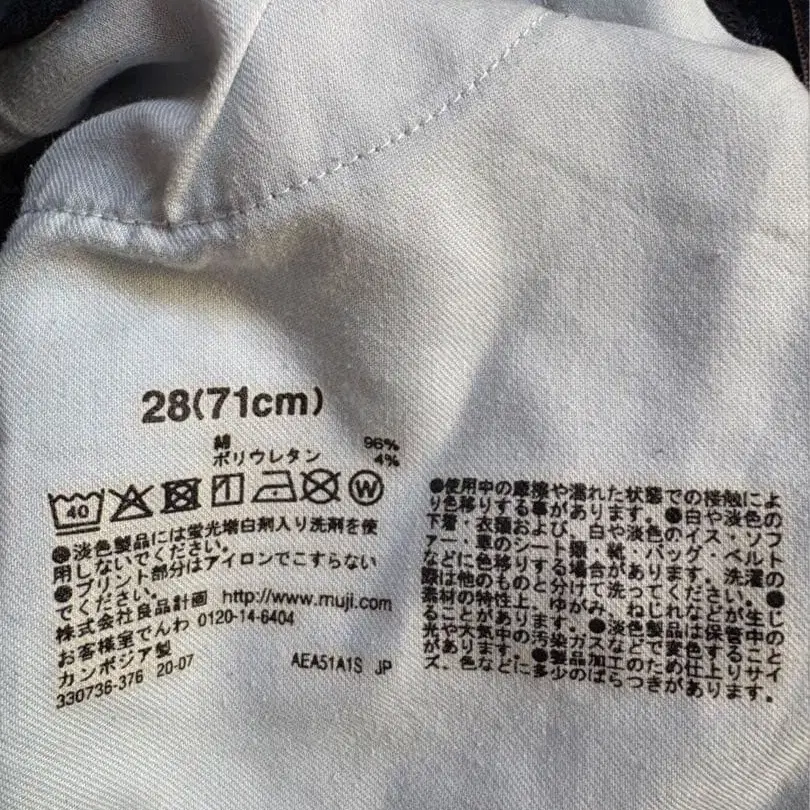 28(71cm)
綿 96%
ポリウレタン 4%
40
W
●淡色製品には蛍光増白剤入り洗剤を使
用しないでください。
●プリント部分はアイロンでこすらない
でください。
株式会社良品計画 http://www.muji.com
お客様室でんわ 0120-14-6404
カンボジア製
330736-376 20-07 AEA51A1S JP
●使用中の摩擦や濡れた状態での接触によ
り色移りする事があります。●白や淡色の
下着・衣類および、白や淡色のイス・ソフ
ァー・革のシート類・靴・バッグ・ベルト
などに色移りする場合があります。洗濯の
際は他のものと分けて洗ってください。●
素材の特性上、ゆがみ、ねじれなどが生じ
ることがあります。●淡色製品は保管中の
光や大気中の汚染ガスなどで変色すること
があります。●製品加工のため仕上りサイ
ズ、色などに多少のばらつきがあります。